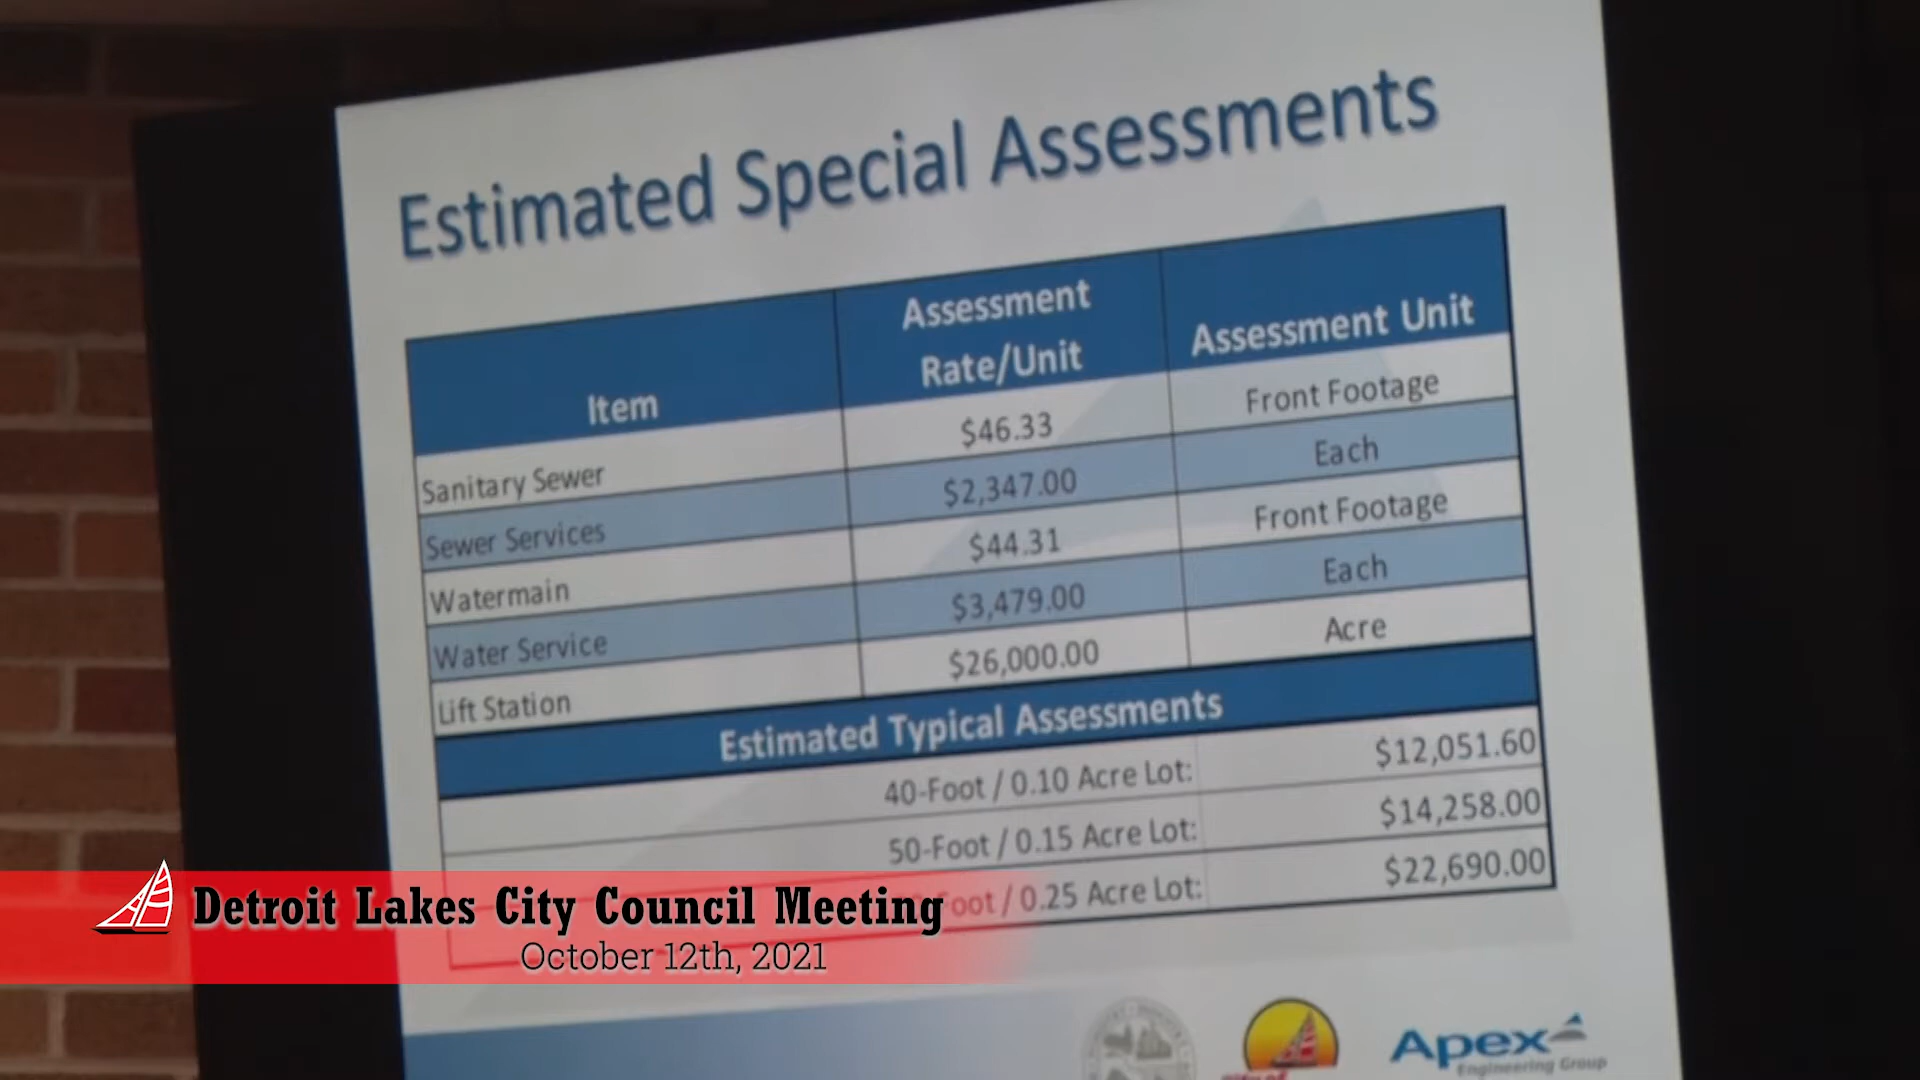 Estimated Special Assessments
Item Assessment Rate/Unit Assessment Unit
Sanitary Sewer $46.33 Front Footage
Sewer Services $2,347.00 Each
Watermain $44.31 Front Footage
Water Service $3,479.00 Each
Lift Station $26,000.00 Acre
Estimated Typical Assessments
40-Foot / 0.10 Acre Lot: $12,051.60
50-Foot / 0.15 Acre Lot: $14,258.00
Foot / 0.25 Acre Lot: $22,690.00
Detroit Lakes City Council Meeting
October 12th, 2021
Apex
Engineering Group